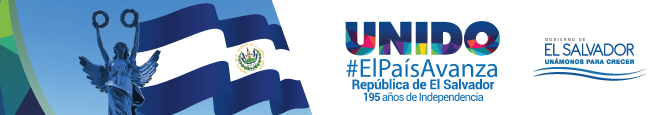 UNIDO
#ElPaísAvanza
República de El Salvador
195 años de Independencia
GOBIERNO DE
EL SALVADOR
UNÁMONOS PARA CRECER